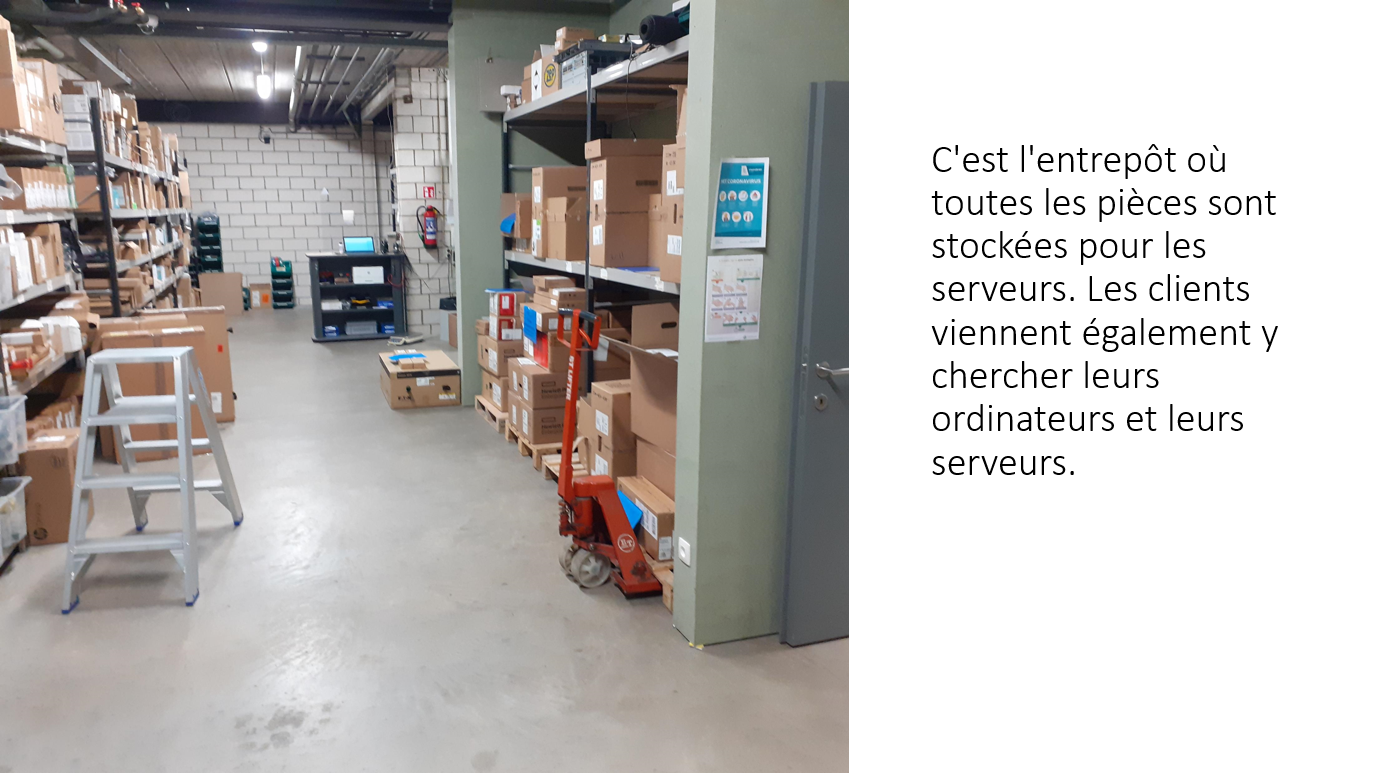 C'est l'entrepôt où
toutes les pièces sont
stockées pour les
serveurs. Les clients
viennent également y
chercher leurs
ordinateurs et leurs
serveurs.